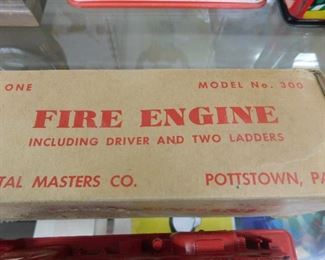 ONE MODEL No. 300
FIRE ENGINE
INCLUDING DRIVER AND TWO LADDERS
TAL MASTERS CO. POTTSTOWN, PA